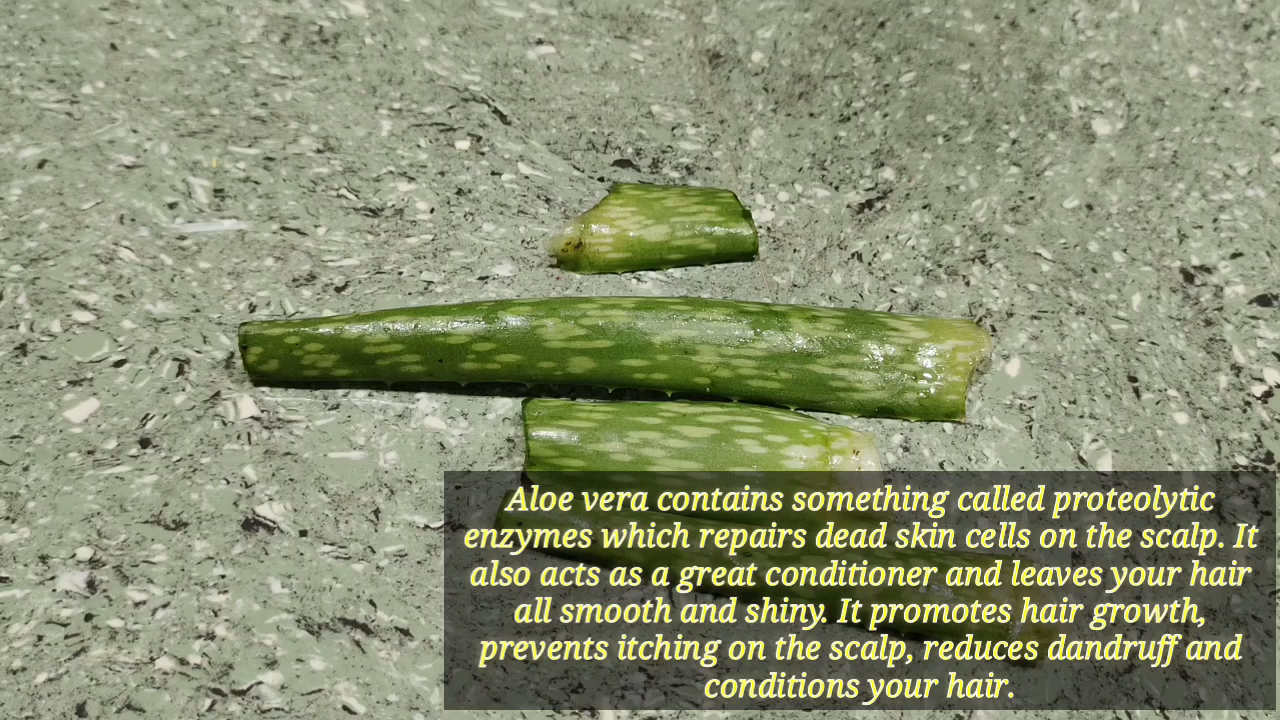 Aloe vera contains something called proteolytic
enzymes which repairs dead skin cells on the scalp. It
also acts as a great conditioner and leaves your hair
all smooth and shiny. It promotes hair growth,
prevents itching on the scalp, reduces dandruff and
conditions your hair.